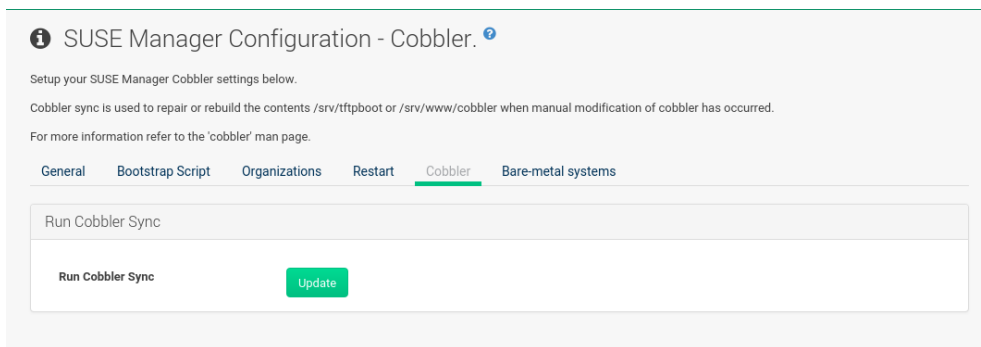 SUSE Manager Configuration - Cobbler. ?
Setup your SUSE Manager Cobbler settings below.
Cobbler sync is used to repair or rebuild the contents /srv/tftpboot or /srv/www/cobbler when manual modification of cobbler has occurred.
For more information refer to the 'cobbler' man page.
General Bootstrap Script Organizations Restart Cobbler Bare-metal systems
Run Cobbler Sync
Run Cobbler Sync Update